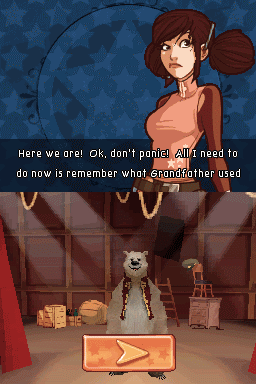 Here we are!  Ok, don't panic!  All I need to
do now is remember what Grandfather used